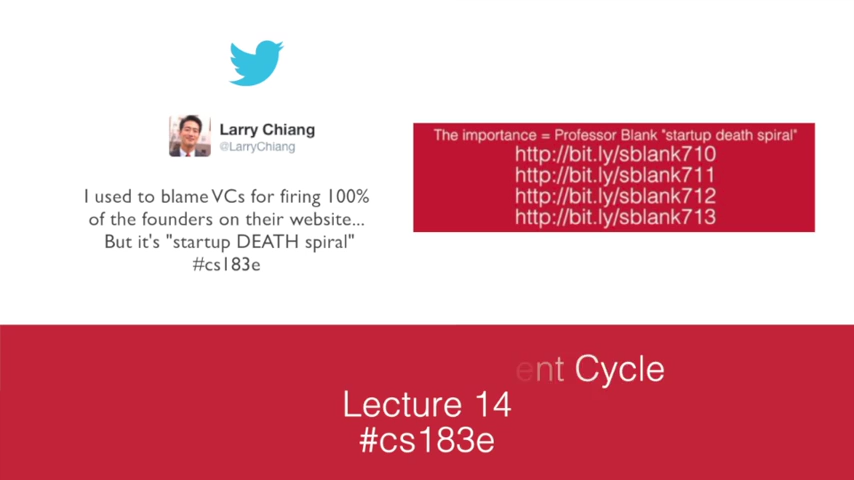 Larry Chiang
@LarryChiang
I used to blame VCs for firing 100%
of the founders on their website...
But it's "startup DEATH spiral"
#cs183e
The importance = Professor Blank "startup death spiral"
http://bit.ly/sblank710
http://bit.ly/sblank711
http://bit.ly/sblank712
http://bit.ly/sblank713
ent Cycle
Lecture 14
#cs183e